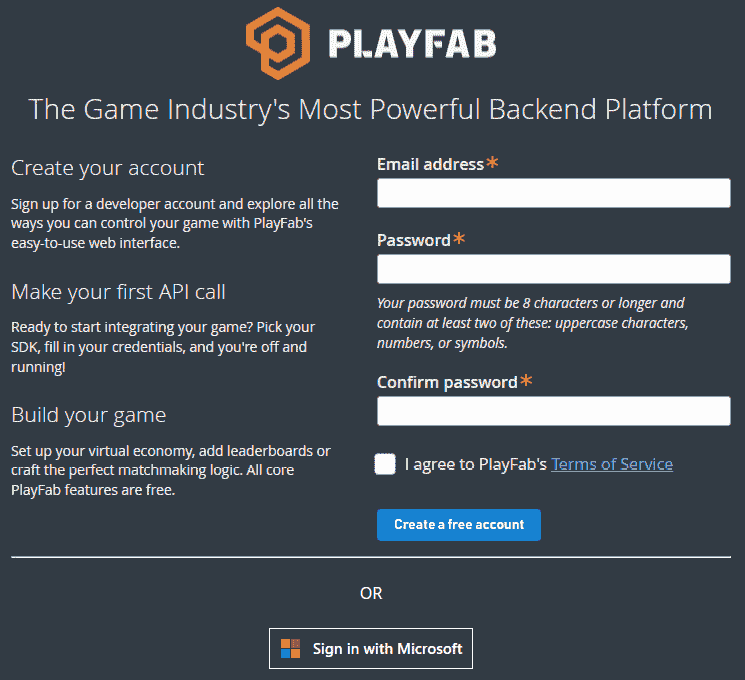 PLAYFAB
The Game Industry's Most Powerful Backend Platform
Create your account
Sign up for a developer account and explore all the
ways you can control your game with PlayFab's
easy-to-use web interface.
Make your first API call
Ready to start integrating your game? Pick your
SDK, fill in your credentials, and you're off and
running!
Build your game
Set up your virtual economy, add leaderboards or
craft the perfect matchmaking logic. All core
PlayFab features are free.
Email address*
Password*
Your password must be 8 characters or longer and
contain at least two of these: uppercase characters,
numbers, or symbols.
Confirm password*
I agree to PlayFab's Terms of Service
Create a free account
OR
Sign in with Microsoft